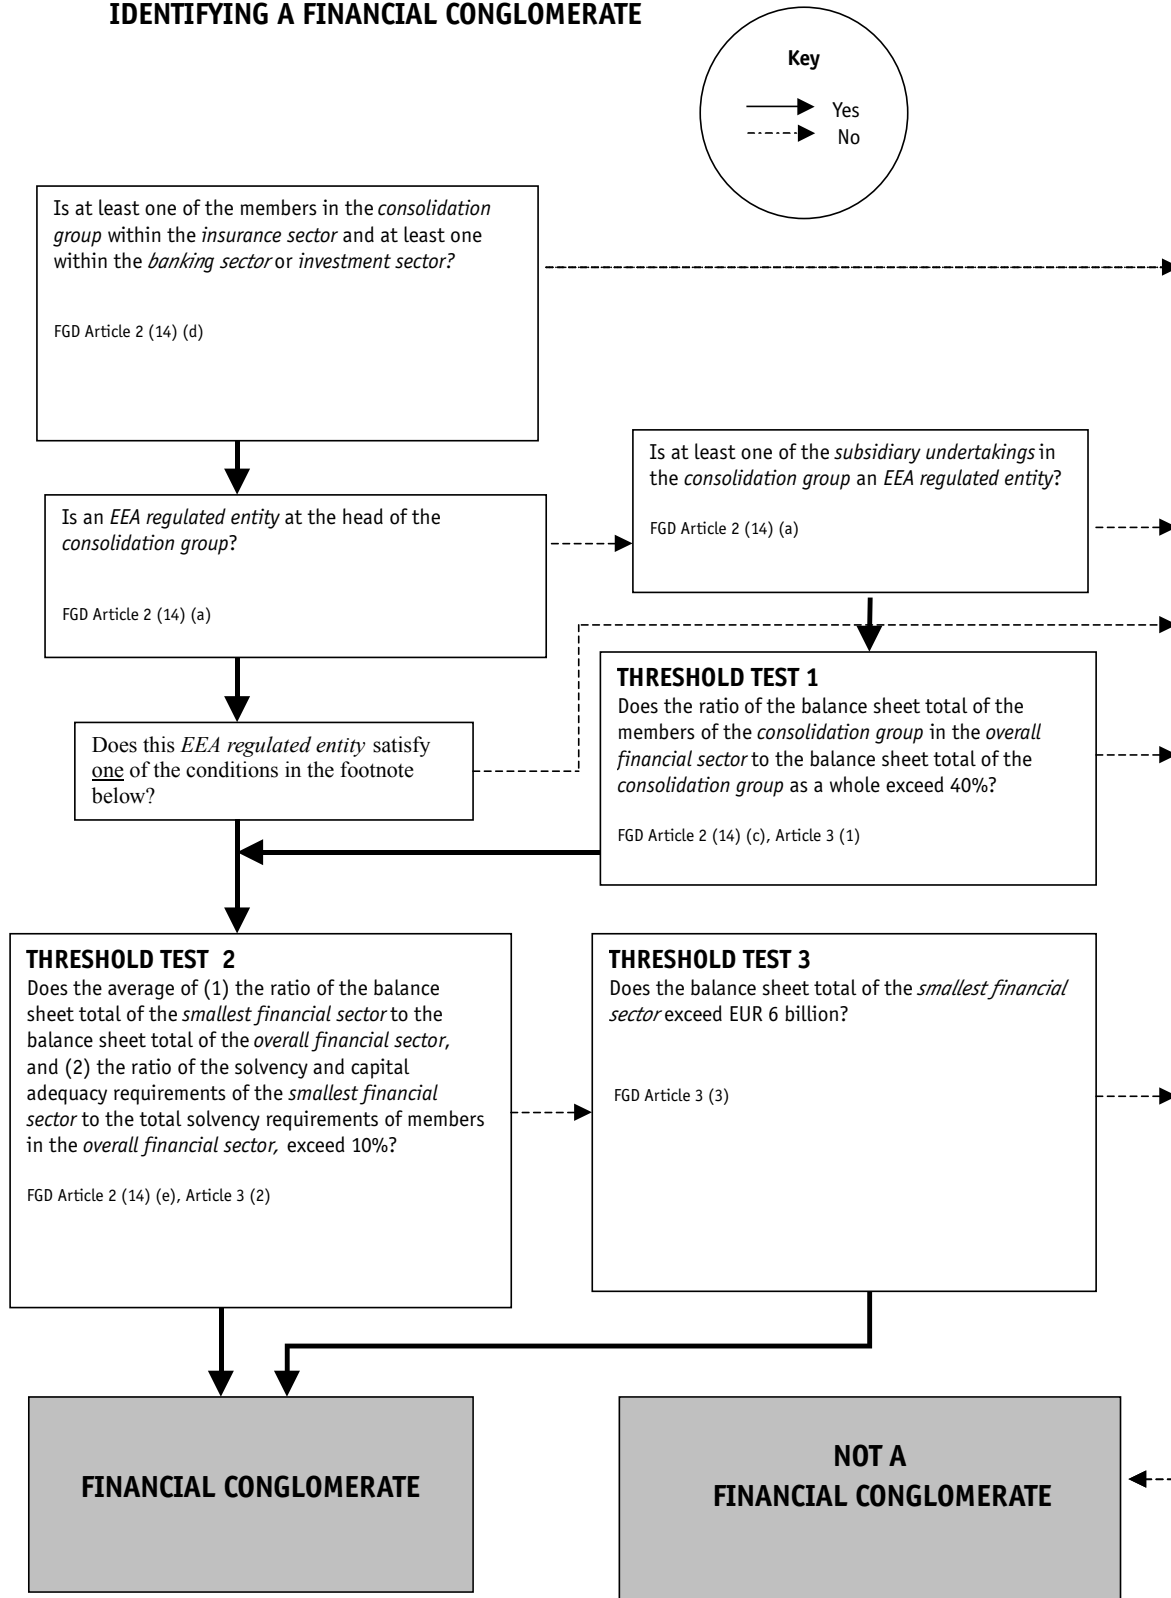 IDENTIFYING A FINANCIAL CONGLOMERATE
Key
Yes
No
Is at least one of the members in the consolidation
group within the insurance sector and at least one
within the banking sector or investment sector?
FGD Article 2 (14) (d)
Is at least one of the subsidiary undertakings in
the consolidation group an EEA regulated entity?
FGD Article 2 (14) (a)
Is an EEA regulated entity at the head of the
consolidation group?
FGD Article 2 (14) (a)
THRESHOLD TEST 1
Does the ratio of the balance sheet total of the
members of the consolidation group in the overall
financial sector to the balance sheet total of the
consolidation group as a whole exceed 40%?
FGD Article 2 (14) (c), Article 3 (1)
Does this EEA regulated entity satisfy
one of the conditions in the footnote
below?
THRESHOLD TEST 2
Does the average of (1) the ratio of the balance
sheet total of the smallest financial sector to the
balance sheet total of the overall financial sector,
and (2) the ratio of the solvency and capital
adequacy requirements of the smallest financial
sector to the total solvency requirements of members
in the overall financial sector, exceed 10%?
FGD Article 2 (14) (e), Article 3 (2)
THRESHOLD TEST 3
Does the balance sheet total of the smallest financial
sector exceed EUR 6 billion?
FGD Article 3 (3)
FINANCIAL CONGLOMERATE
NOT A
FINANCIAL CONGLOMERATE